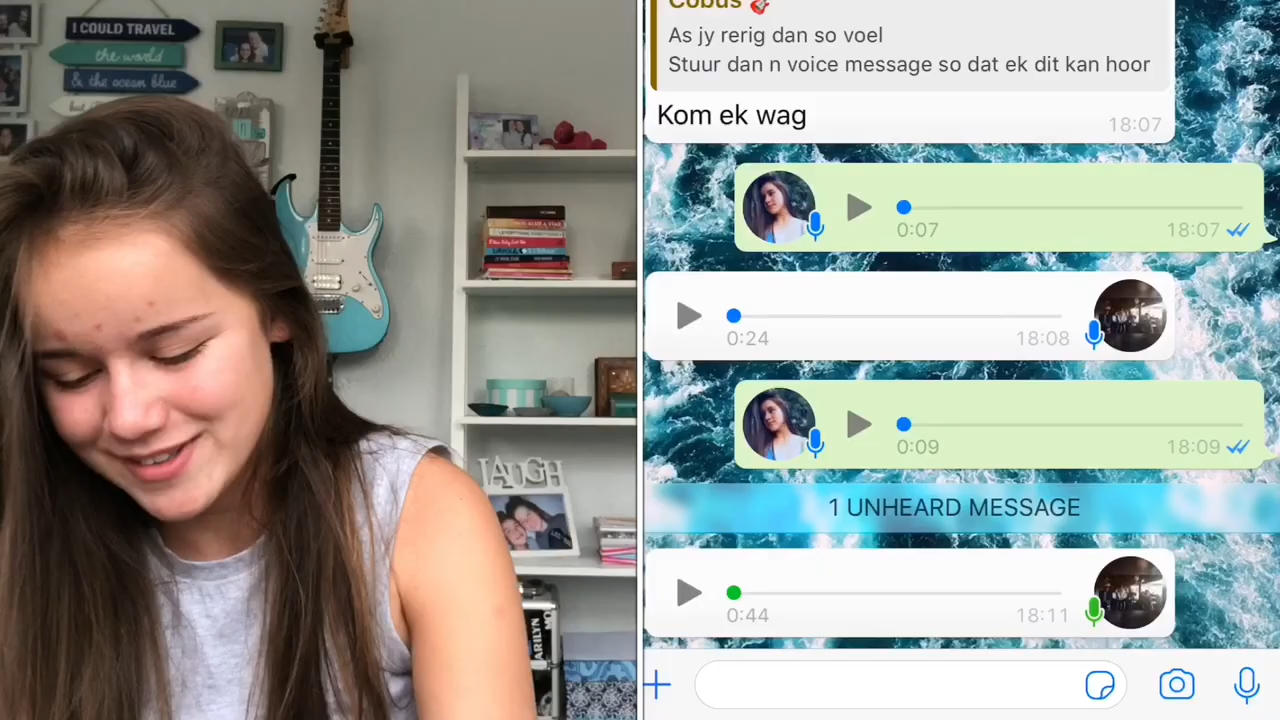 I COULD TRAVEL
the world
& the ocean blue
LAUGH
Cobus
As jy rerig dan so voel
Stuur dan n voice message so dat ek dit kan hoor
Kom ek wag
18:07
0:07
18:07
0:24
18:08
0:09
18:09
1 UNHEARD MESSAGE
0:44
18:11